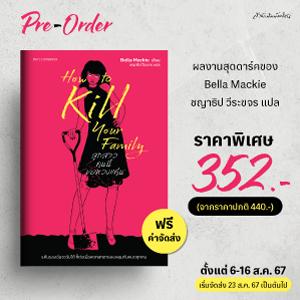 Pre-Order
ผลงานสุดดาร์คของ
Bella Mackie
ชญาธิป วีระขจร แปล
ราคาพิเศษ
352.-
(จากราคาปกติ 440.-)
ตั้งแต่ 6-16 ส.ค. 67
เริ่มจัดส่ง 23 ส.ค. 67 เป็นต้นไป
Bella Mackie เขียน
How to
Kill
Your
Family
ฟรี
ค่าจัดส่ง